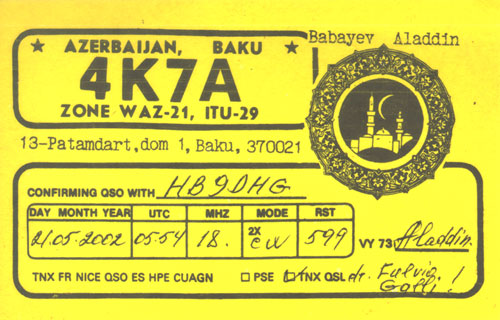 ★ AZERBAIJAN, BAKU ★
Babayev Aladdin
4K7A
ZONE WAZ-21, ITU-29
13-Patamdart,dom 1,Baku, 370021
CONFIRMING QSO WITH HB9DHG
DAY MONTH YEAR UTC MHZ MODE RST
21.05.2002 05-54 18. 2X CW 599 VY 73 Aladdin.
TNX FR NICE QSO ES HPE CUAGN □ PSE □ TNX QSL dr. Fulvio
Galli!